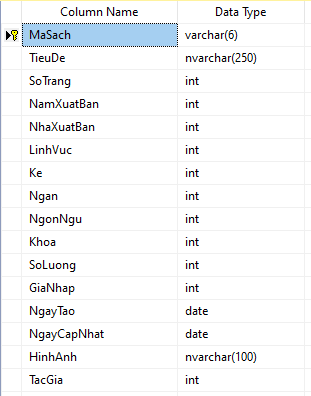 Column Name Data Type
MaSach varchar(6)
TieuDe nvarchar(250)
SoTrang int
NamXuatBan int
NhaXuatBan int
LinhVuc int
Ke int
Ngan int
NgonNgu int
Khoa int
SoLuong int
GiaNhap int
NgayTao date
NgayCapNhat date
HinhAnh nvarchar(100)
TacGia int